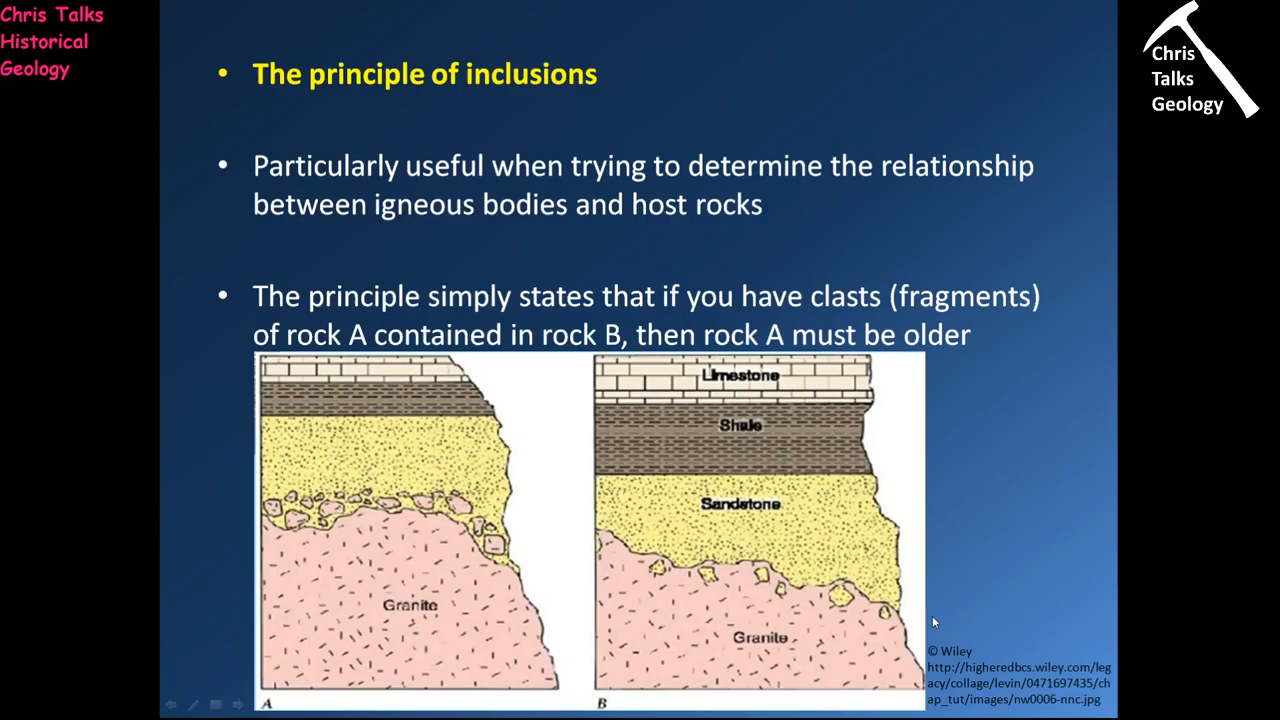 Chris Talks
Historical
Geology
Chris
Talks
Geology
• The principle of inclusions
• Particularly useful when trying to determine the relationship
between igneous bodies and host rocks
• The principle simply states that if you have clasts (fragments)
of rock A contained in rock B, then rock A must be older
Limestone
Shale
Sandstone
Granite
Granite
A
B
© Wiley
http://higheredbcs.wiley.com/leg
acy/collage/levin/0471697435/ch
ap_tut/images/nw0006-nnc.jpg